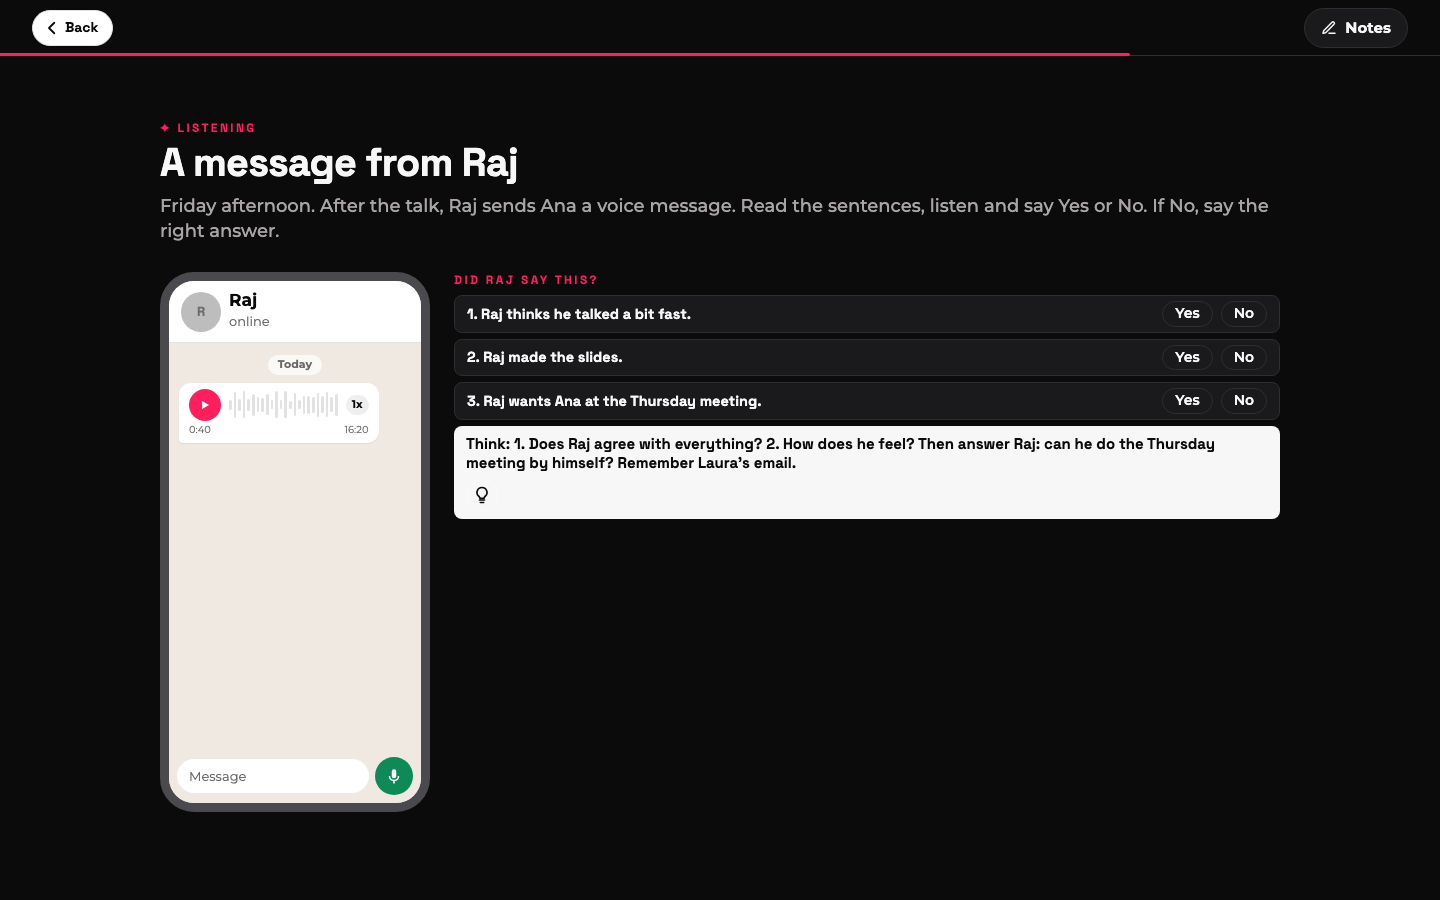 Back
Notes
LISTENING
A message from Raj
Friday afternoon. After the talk, Raj sends Ana a voice message. Read the sentences, listen and say Yes or No. If No, say the
right answer.
R
Raj
online
Today
1x
0:40
16:20
Message
DID RAJ SAY THIS?
1. Raj thinks he talked a bit fast.
Yes
No
2. Raj made the slides.
Yes
No
3. Raj wants Ana at the Thursday meeting.
Yes
No
Think: 1. Does Raj agree with everything? 2. How does he feel? Then answer Raj: can he do the Thursday
meeting by himself? Remember Laura's email.